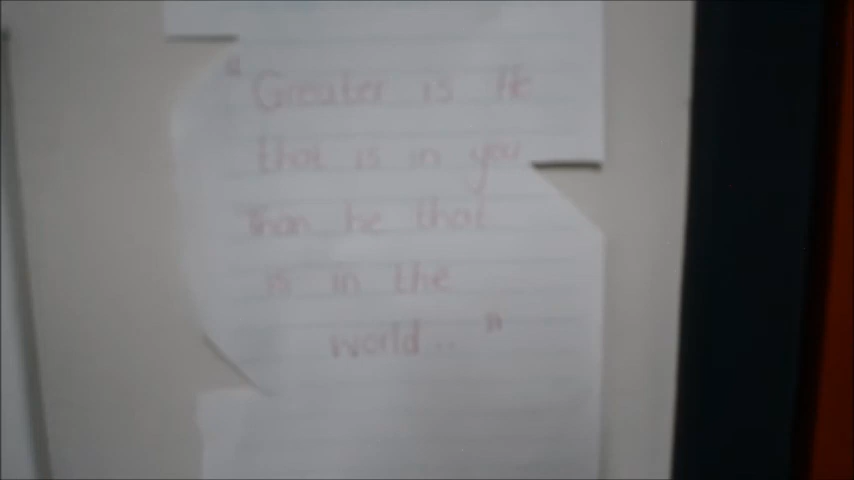 "Greater is He
that is in you
than he that
is in the
world.."